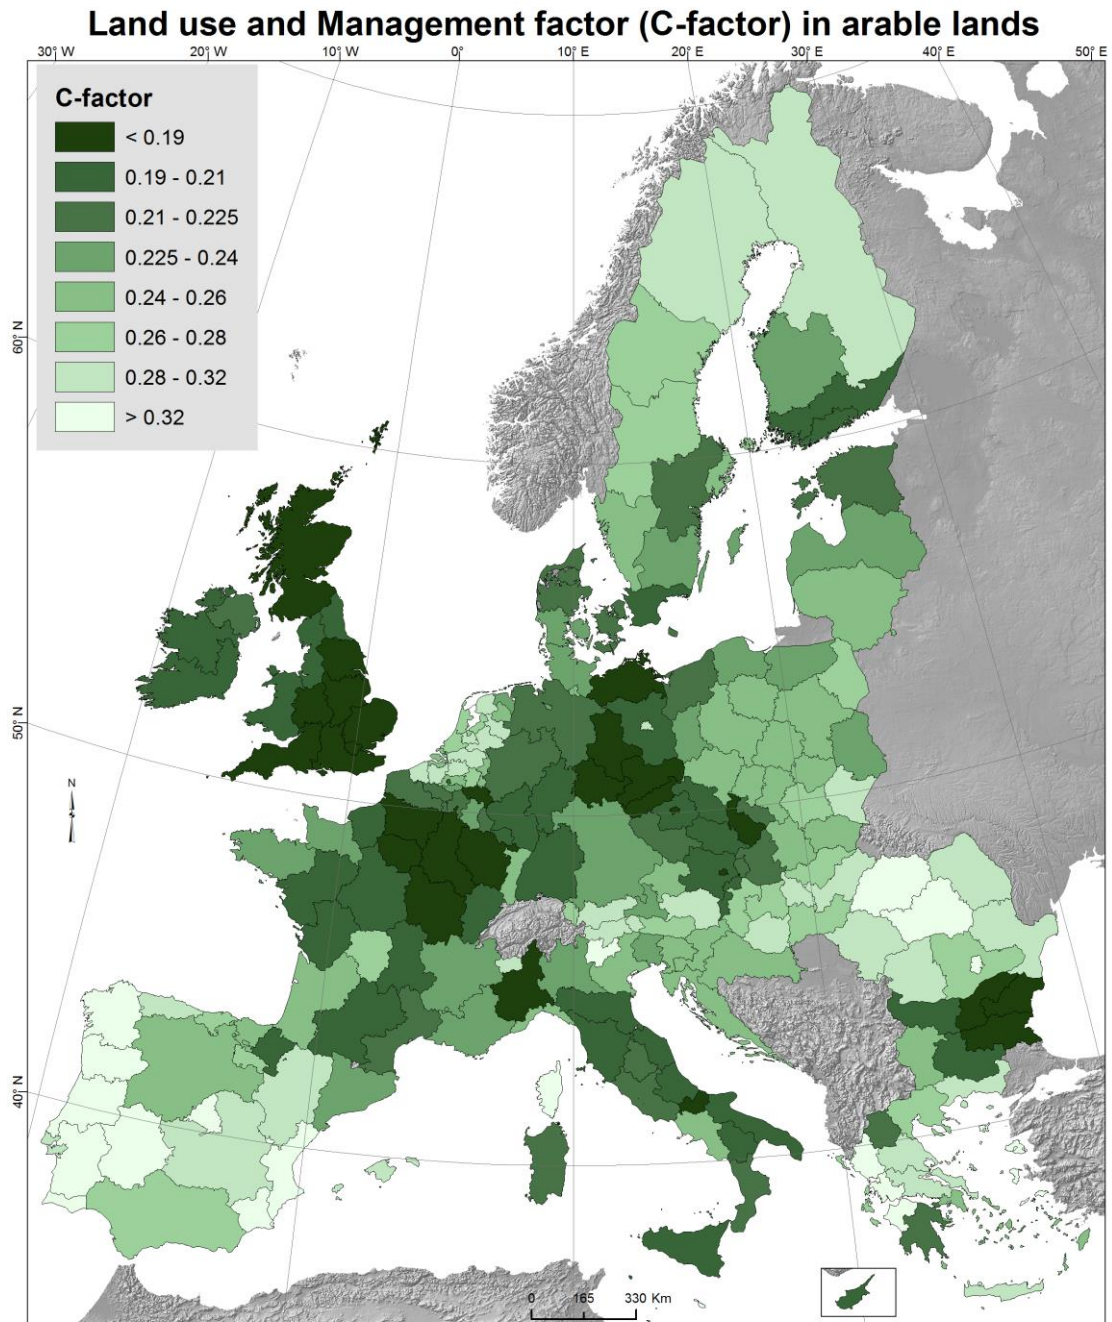 Land use and Management factor (C-factor) in arable lands
30° W 20° W 10° W 0° 10° E 20° E 30° E 40° E 50° E
C-factor
< 0.19
0.19 - 0.21
0.21 - 0.225
0.225 - 0.24
0.24 - 0.26
0.26 - 0.28
0.28 - 0.32
> 0.32
60° N
50° N
N
40° N
0 165 330 Km